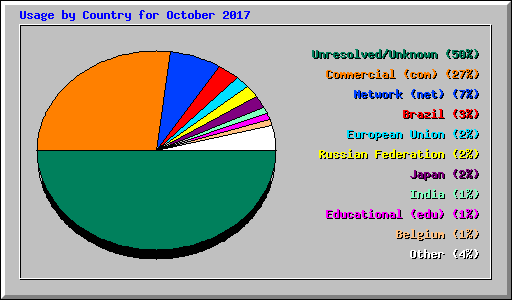 Usage by Country for October 2017
Unresolved/Unknown (50%)
Commercial (com) (27%)
Network (net) (7%)
Brazil (3%)
European Union (2%)
Russian Federation (2%)
Japan (2%)
India (1%)
Educational (edu) (1%)
Belgium (1%)
Other (4%)